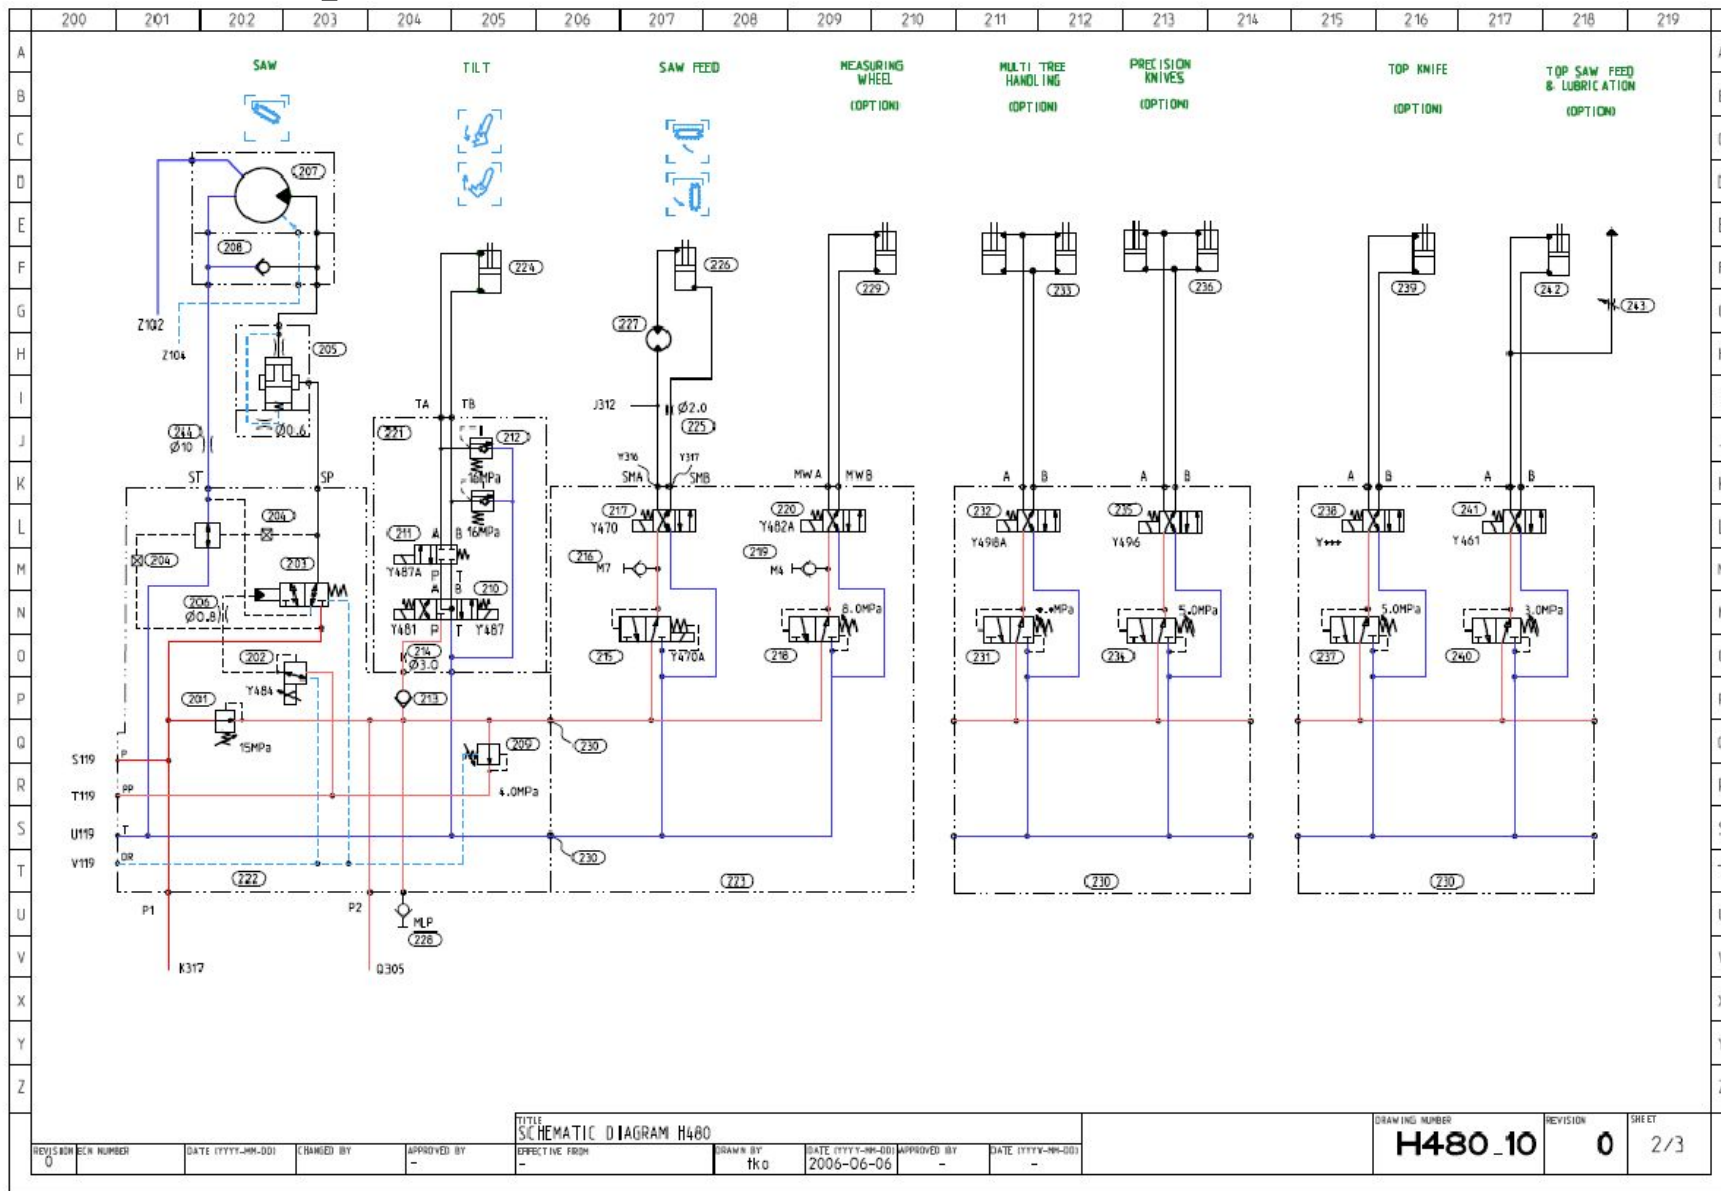 200 201 202 203 204 205 206 207 208 209 210 211 212 213 214 215 216 217 218 219
A
B
C
D
E
F
G
H
I
J
K
L
M
N
O
P
Q
R
S
T
U
V
X
Y
Z
SAW
TILT
SAW FEED
MEASURING
WHEEL
(OPTION)
MULTI TREE
HANDLING
(OPTION)
PRECISION
KNIVES
(OPTION)
TOP KNIFE
(OPTION)
TOP SAW FEED
& LUBRICATION
(OPTION)
207
208
Z102
Z104
205
Ø0.6
244
Ø10
ST
SP
204
204
203
206
Ø0.8
202
Y484
201
15MPa
S119 P
T119 PP
U119 T
V119 DR
222
P1
P2
K317
Q305
MLP
228
224
TA TB
221
212
16MPa
16MPa
211 A B
Y487A
P T
A B 210
Y481 P T Y487
214
Ø3.0
213
209
4.0MPa
226
227
J312
Ø2.0
225
Y316 Y317
SMA SMB
217
Y470
216
M7
215 Y470A
230
230
223
229
MWA MWB
220
Y482A
219
M4
8.0MPa
218
233
A B
232
Y498A
231
236
A B
235
Y496
5.0MPa
234
230
239
A B
238
Y***
5.0MPa
237
242
243
A B
241
Y461
3.0MPa
240
230
TITLE
SCHEMATIC DIAGRAM H480
DRAWING NUMBER
H480_10
REVISION
0
SHEET
2/3
REVISION
0
ECN NUMBER
DATE (YYYY-MM-DD)
CHANGED BY
APPROVED BY
-
EFFECTIVE FROM
-
DRAWN BY
tko
DATE (YYYY-MM-DD)
2006-06-06
APPROVED BY
-
DATE (YYYY-MM-DD)
-